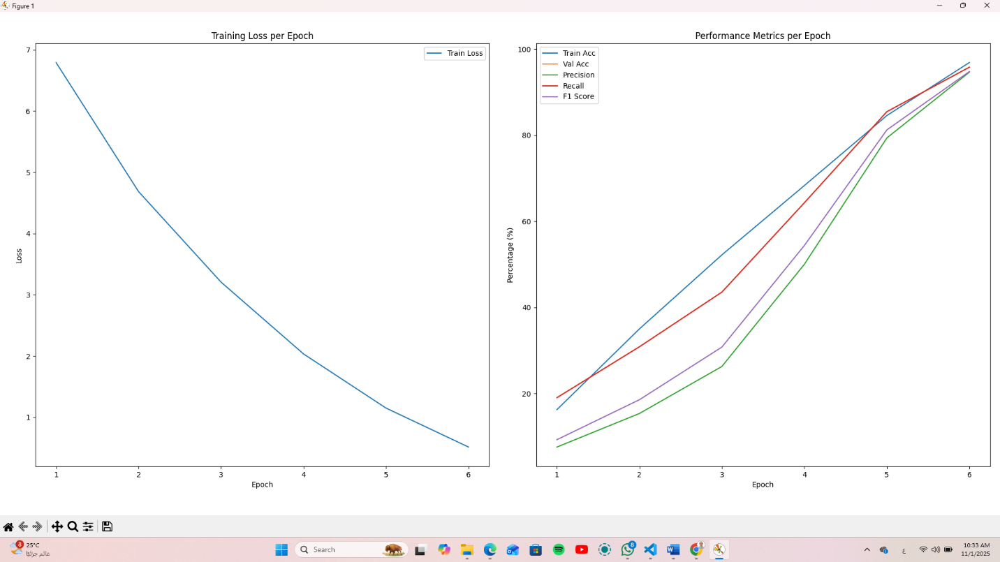 Figure 1
Training Loss per Epoch
Train Loss
7
6
5
4
3
2
1
Loss
1 2 3 4 5 6
Epoch
Performance Metrics per Epoch
Train Acc
Val Acc
Precision
Recall
F1 Score
100
80
60
40
20
Percentage (%)
1 2 3 4 5 6
Epoch
8
25°C
غائم جزئيًا
Search
8
ع
10:33 AM
11/1/2025